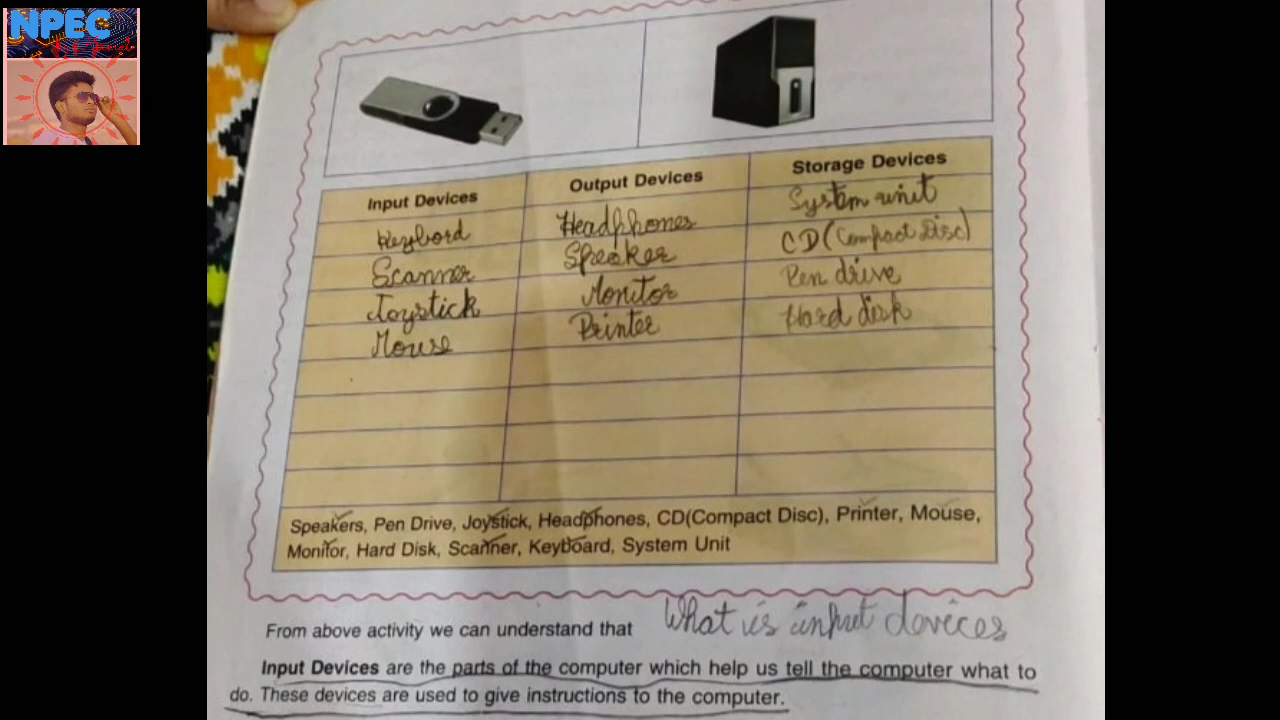 NPEC
Input Devices Output Devices Storage Devices
Keybord Headphones System unit
Scanner Speaker CD(Compact Disc)
Joystick Monitor Pen drive
Mouse Printer Hard disk
Speakers, Pen Drive, Joystick, Headphones, CD(Compact Disc), Printer, Mouse,
Monitor, Hard Disk, Scanner, Keyboard, System Unit
From above activity we can understand that What is input devices
Input Devices are the parts of the computer which help us tell the computer what to
do. These devices are used to give instructions to the computer.